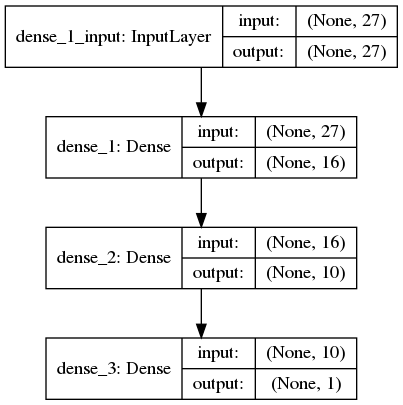 dense_1_input: InputLayer
input: (None, 27)
output: (None, 27)
dense_1: Dense
input: (None, 27)
output: (None, 16)
dense_2: Dense
input: (None, 16)
output: (None, 10)
dense_3: Dense
input: (None, 10)
output: (None, 1)